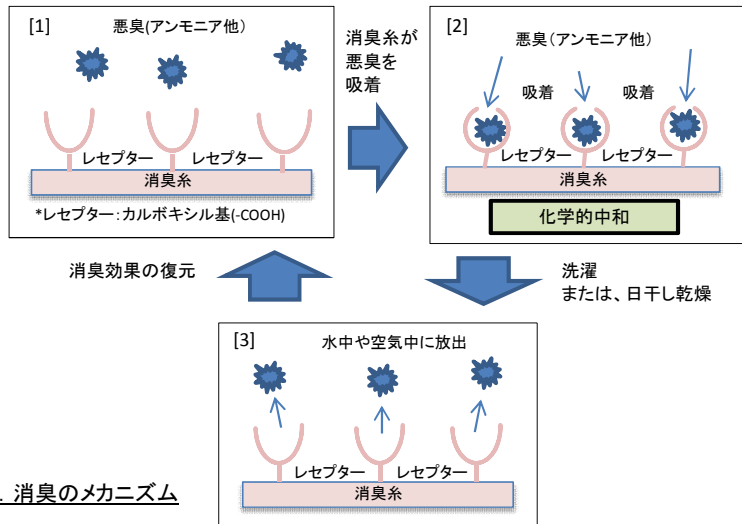 [1]
悪臭(アンモニア他)
レセプター レセプター
消臭糸
*レセプター：カルボキシル基(-COOH)
消臭糸が
悪臭を
吸着
[2]
悪臭（アンモニア他）
吸着 吸着
レセプター レセプター
消臭糸
化学的中和
消臭効果の復元
洗濯
または、日干し乾燥
[3]
水中や空気中に放出
レセプター レセプター
消臭糸
. 消臭のメカニズム